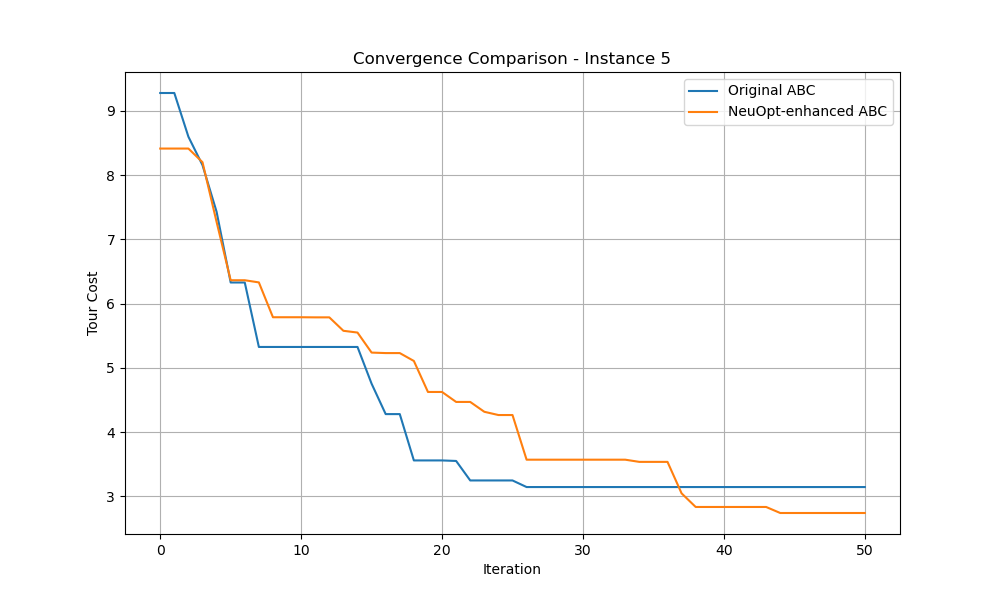 Convergence Comparison - Instance 5
Original ABC
NeuOpt-enhanced ABC
9
8
7
6
5
4
3
Tour Cost
0 10 20 30 40 50
Iteration